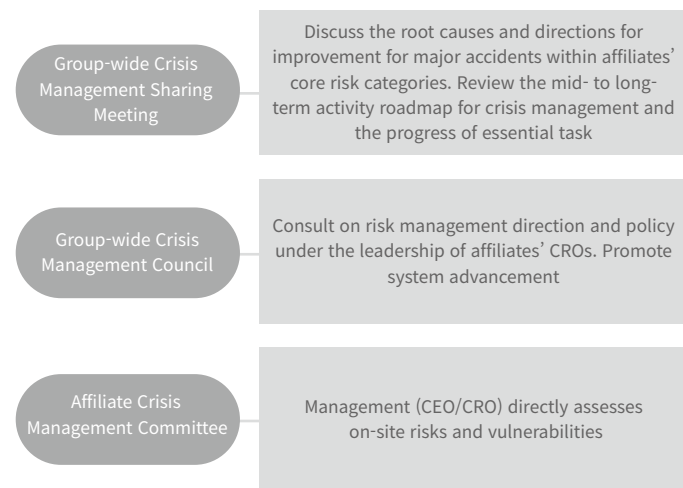 Group-wide Crisis
Management Sharing
Meeting
Discuss the root causes and directions for
improvement for major accidents within affiliates’
core risk categories. Review the mid- to long-
term activity roadmap for crisis management and
the progress of essential task
Group-wide Crisis
Management Council
Consult on risk management direction and policy
under the leadership of affiliates’ CROs. Promote
system advancement
Affiliate Crisis
Management Committee
Management (CEO/CRO) directly assesses
on-site risks and vulnerabilities